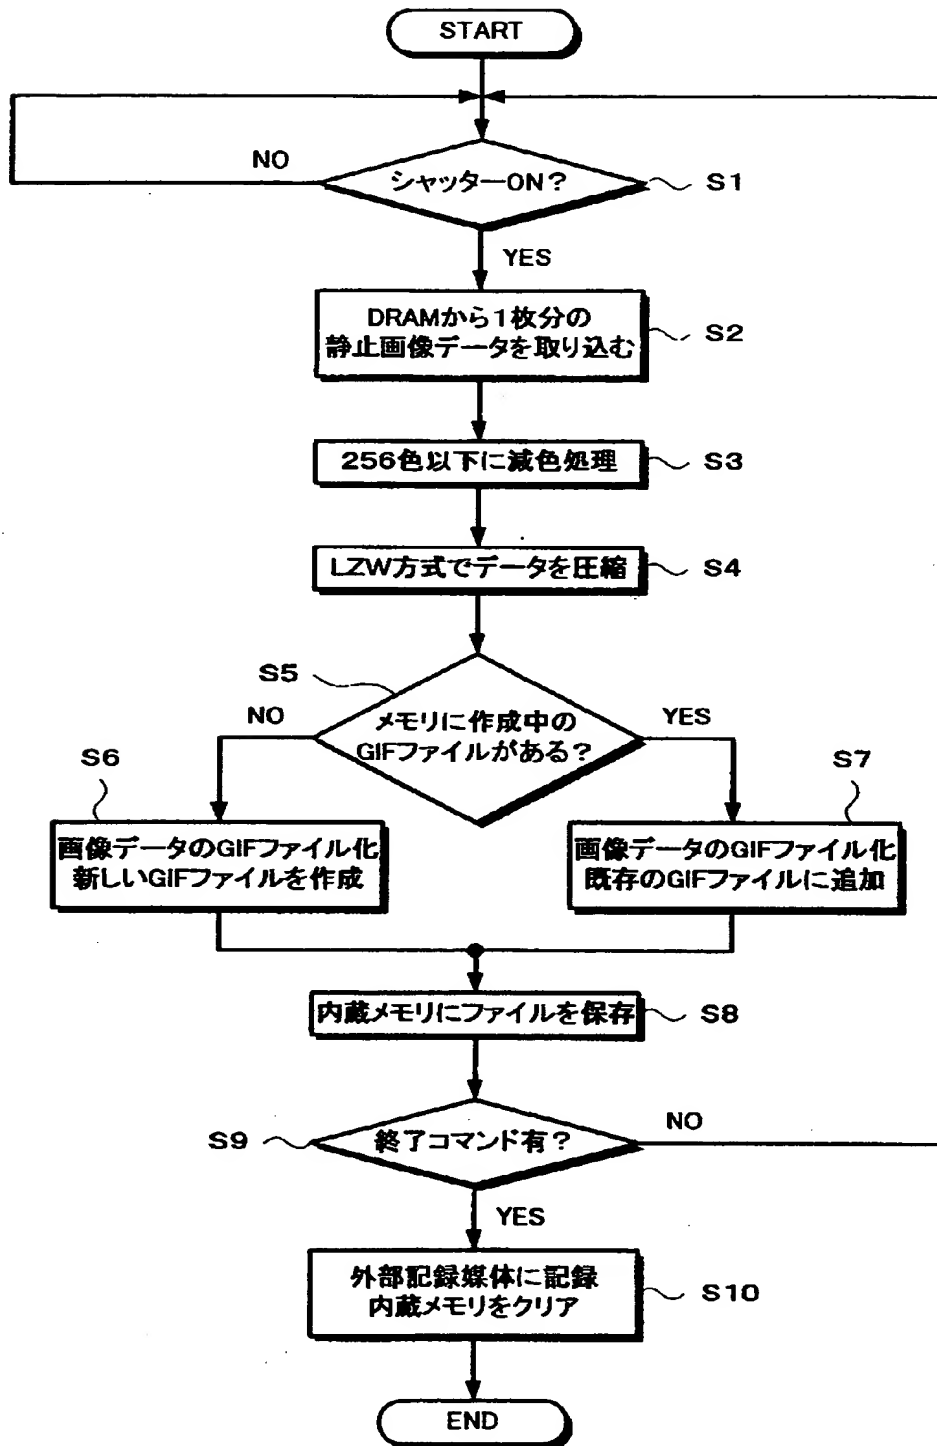 START
NO
シャッターON?
S1
YES
DRAMから1枚分の
静止画像データを取り込む
S2
256色以下に減色処理
S3
LZW方式でデータを圧縮
S4
S5
NO
メモリに作成中の
GIFファイルがある?
YES
S6
S7
画像データのGIFファイル化
新しいGIFファイルを作成
画像データのGIFファイル化
既存のGIFファイルに追加
内蔵メモリにファイルを保存
S8
S9
終了コマンド有?
NO
YES
外部記録媒体に記録
内蔵メモリをクリア
S10
END